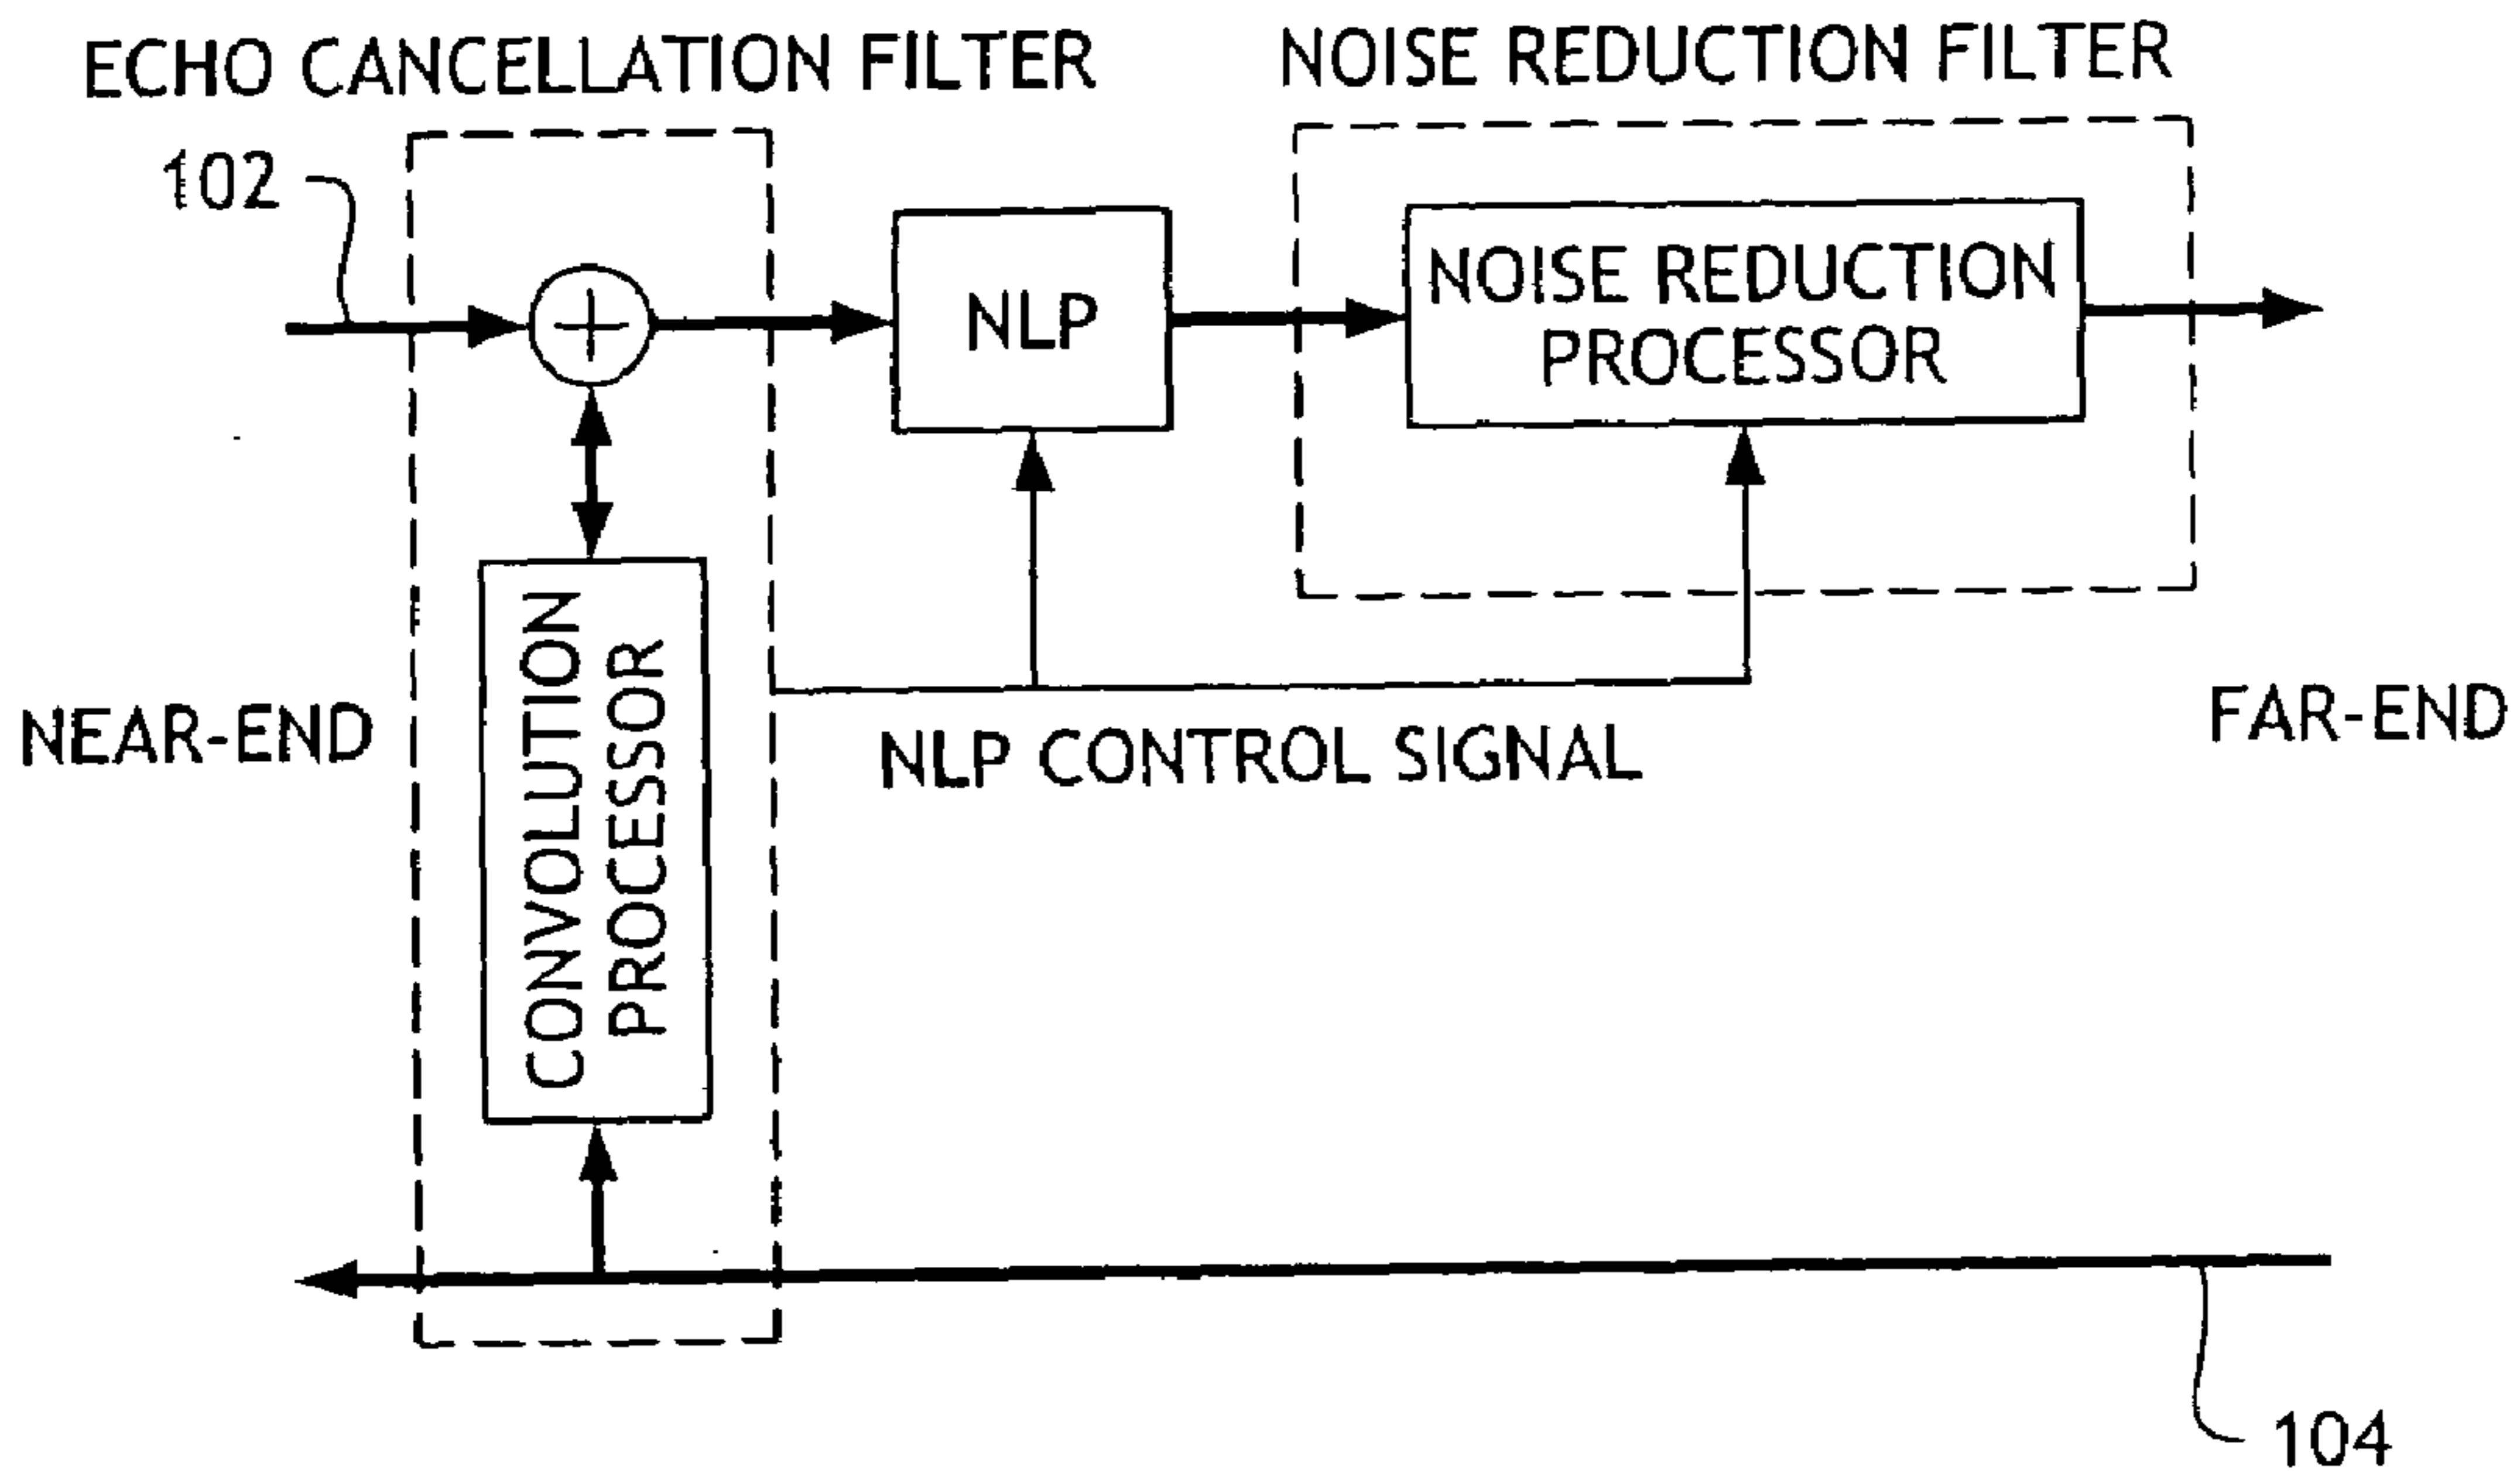 ECHO CANCELLATION FILTER
NOISE REDUCTION FILTER
102
NLP
NOISE REDUCTION
PROCESSOR
CONVOLUTION
PROCESSOR
NEAR-END
NLP CONTROL SIGNAL
FAR-END
104